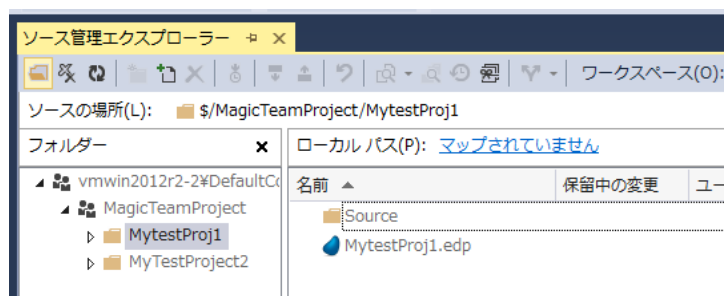 ソース管理エクスプローラー
ワークスペース(O):
ソースの場所(L): $/MagicTeamProject/MytestProj1
フォルダー
ローカル パス(P): マップされていません
vmwin2012r2-2¥DefaultCo
MagicTeamProject
MytestProj1
MyTestProject2
名前 保留中の変更 ユー
Source
MytestProj1.edp